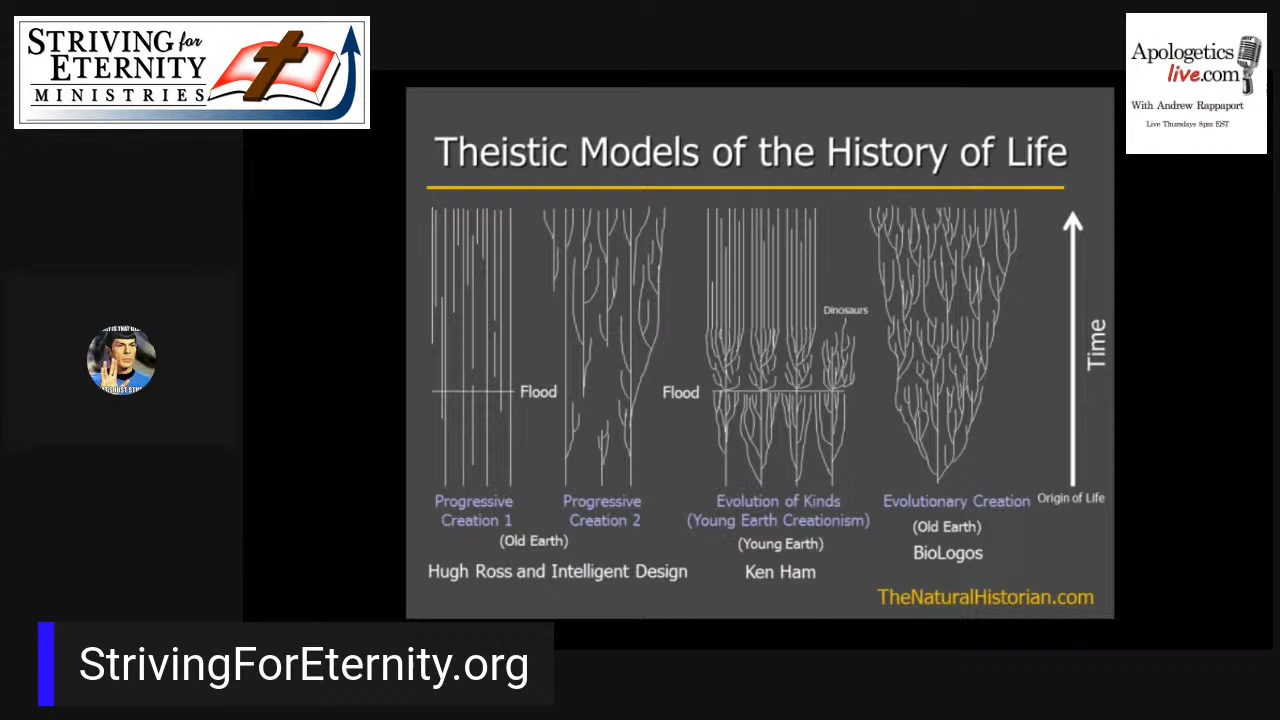 STRIVING for
ETERNITY
MINISTRIES
Apologetics
live.com
With Andrew Rappaport
Live Thursdays 8pm EST
Theistic Models of the History of Life
Dinosaurs
Flood
Flood
Time
Progressive
Creation 1
Progressive
Creation 2
(Old Earth)
Hugh Ross and Intelligent Design
Evolution of Kinds
(Young Earth Creationism)
(Young Earth)
Ken Ham
Evolutionary Creation
(Old Earth)
BioLogos
Origin of Life
TheNaturalHistorian.com
StrivingForEternity.org